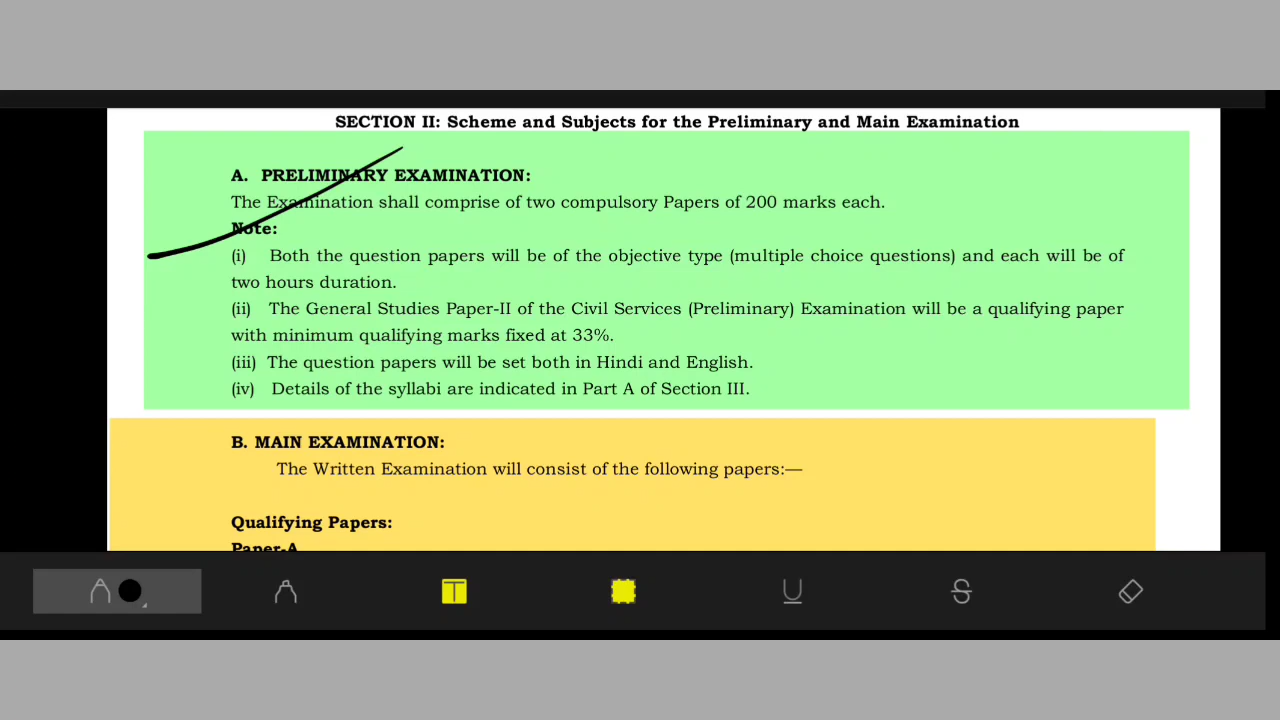 SECTION II: Scheme and Subjects for the Preliminary and Main Examination
A. PRELIMINARY EXAMINATION:
The Examination shall comprise of two compulsory Papers of 200 marks each.
Note:
(i) Both the question papers will be of the objective type (multiple choice questions) and each will be of
two hours duration.
(ii) The General Studies Paper-II of the Civil Services (Preliminary) Examination will be a qualifying paper
with minimum qualifying marks fixed at 33%.
(iii) The question papers will be set both in Hindi and English.
(iv) Details of the syllabi are indicated in Part A of Section III.
B. MAIN EXAMINATION:
The Written Examination will consist of the following papers:—
Qualifying Papers:
Paper-A